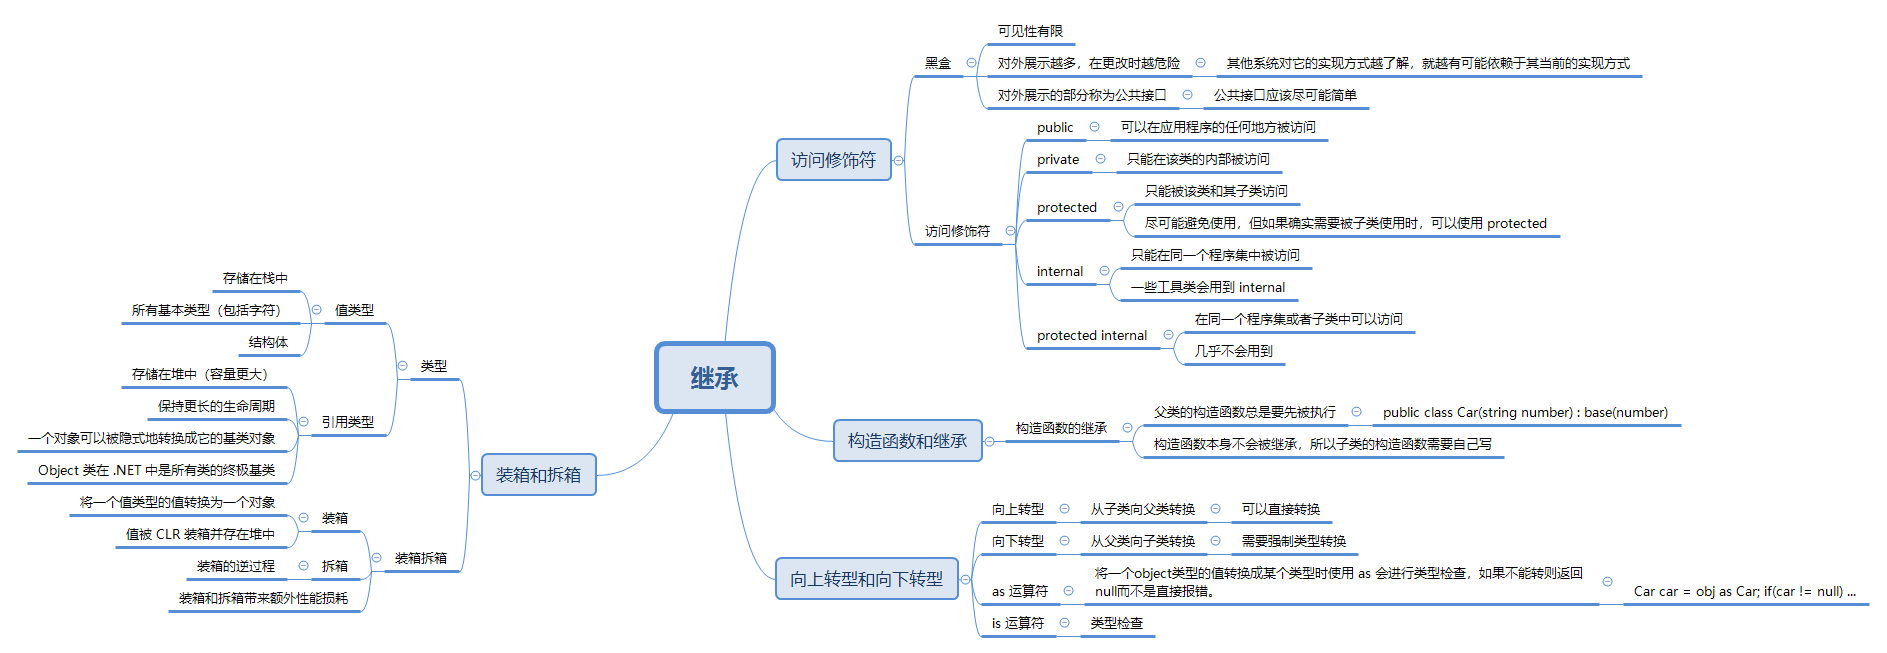 继承
访问修饰符
黑盒
可见性有限
对外展示越多，在更改时越危险
其他系统对它的实现方式越了解，就越有可能依赖于其当前的实现方式
对外展示的部分称为公共接口
公共接口应该尽可能简单
访问修饰符
public
可以在应用程序的任何地方被访问
private
只能在该类的内部被访问
protected
只能被该类和其子类访问
尽可能避免使用，但如果确实需要被子类使用时，可以使用 protected
internal
只能在同一个程序集中被访问
一些工具类会用到 internal
protected internal
在同一个程序集或者子类中可以访问
几乎不会用到
构造函数和继承
构造函数的继承
父类的构造函数总是要先被执行
public class Car(string number) : base(number)
构造函数本身不会被继承，所以子类的构造函数需要自己写
向上转型和向下转型
向上转型
从子类向父类转换
可以直接转换
向下转型
从父类向子类转换
需要强制类型转换
as 运算符
将一个object类型的值转换成某个类型时使用 as 会进行类型检查，如果不能转则返回
null而不是直接报错。
Car car = obj as Car; if(car != null) ...
is 运算符
类型检查
装箱和拆箱
类型
值类型
存储在栈中
所有基本类型（包括字符）
结构体
引用类型
存储在堆中（容量更大）
保持更长的生命周期
一个对象可以被隐式地转换成它的基类对象
Object 类在 .NET 中是所有类的终极基类
装箱拆箱
装箱
将一个值类型的值转换为一个对象
值被 CLR 装箱并存在堆中
拆箱
装箱的逆过程
装箱和拆箱带来额外性能损耗